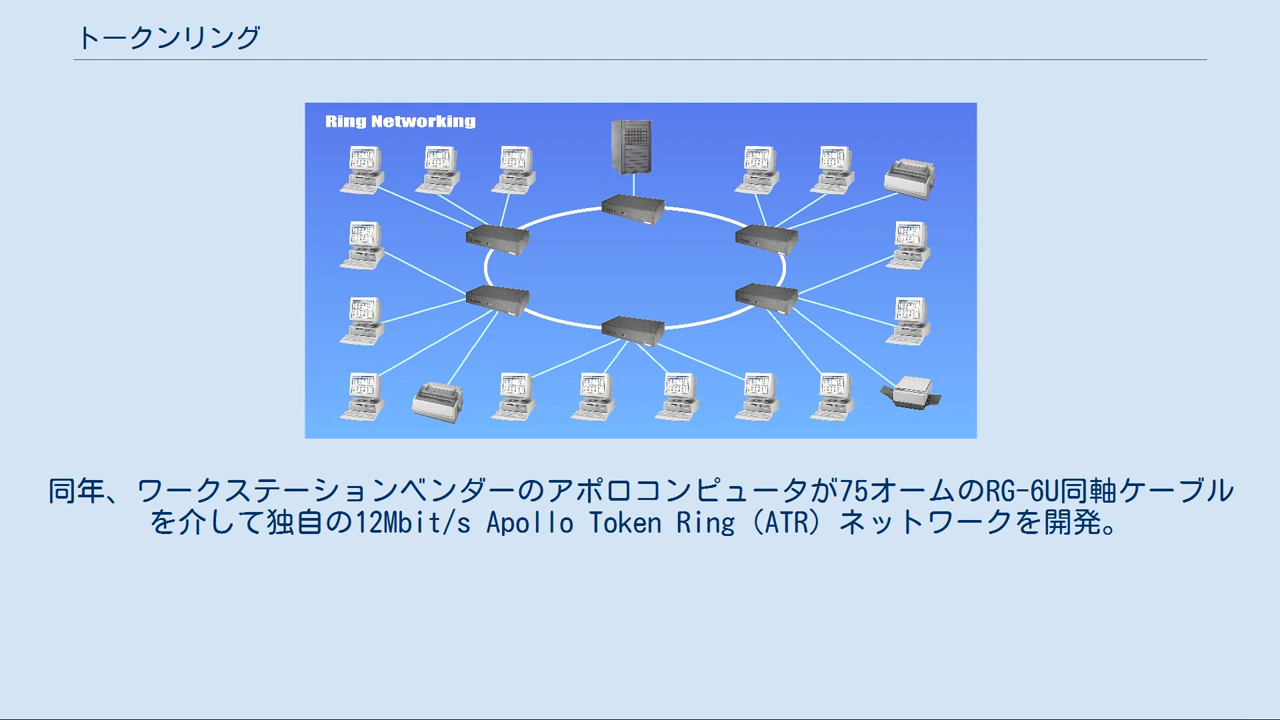 トークンリング
Ring Networking
同年、ワークステーションベンダーのアポロコンピュータが75オームのRG-6U同軸ケーブル
を介して独自の12Mbit/s Apollo Token Ring（ATR）ネットワークを開発。